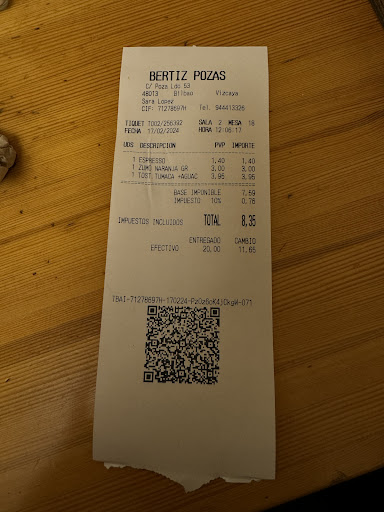 BERTIZ POZAS
C/ Poza Ldo 53
48013 Bilbao Vizcaya
Sara Lopez
CIF: 71278697H Tel. 944413326
TIQUET T002/256392 SALA 2 MESA 16
FECHA 17/02/2024 HORA 12:06:17
UDS DESCRIPCION PVP IMPORTE
1 ESPRESSO 1,40 1,40
1 ZUMO NARANJA GR 3,00 3,00
1 TOST TUMACA +AGUAC 3,95 3,95
BASE IMPONIBLE 7,59
IMPUESTO 10% 0,76
IMPUESTOS INCLUIDOS TOTAL 8,35
ENTREGADO CAMBIO
EFECTIVO 20,00 11,65